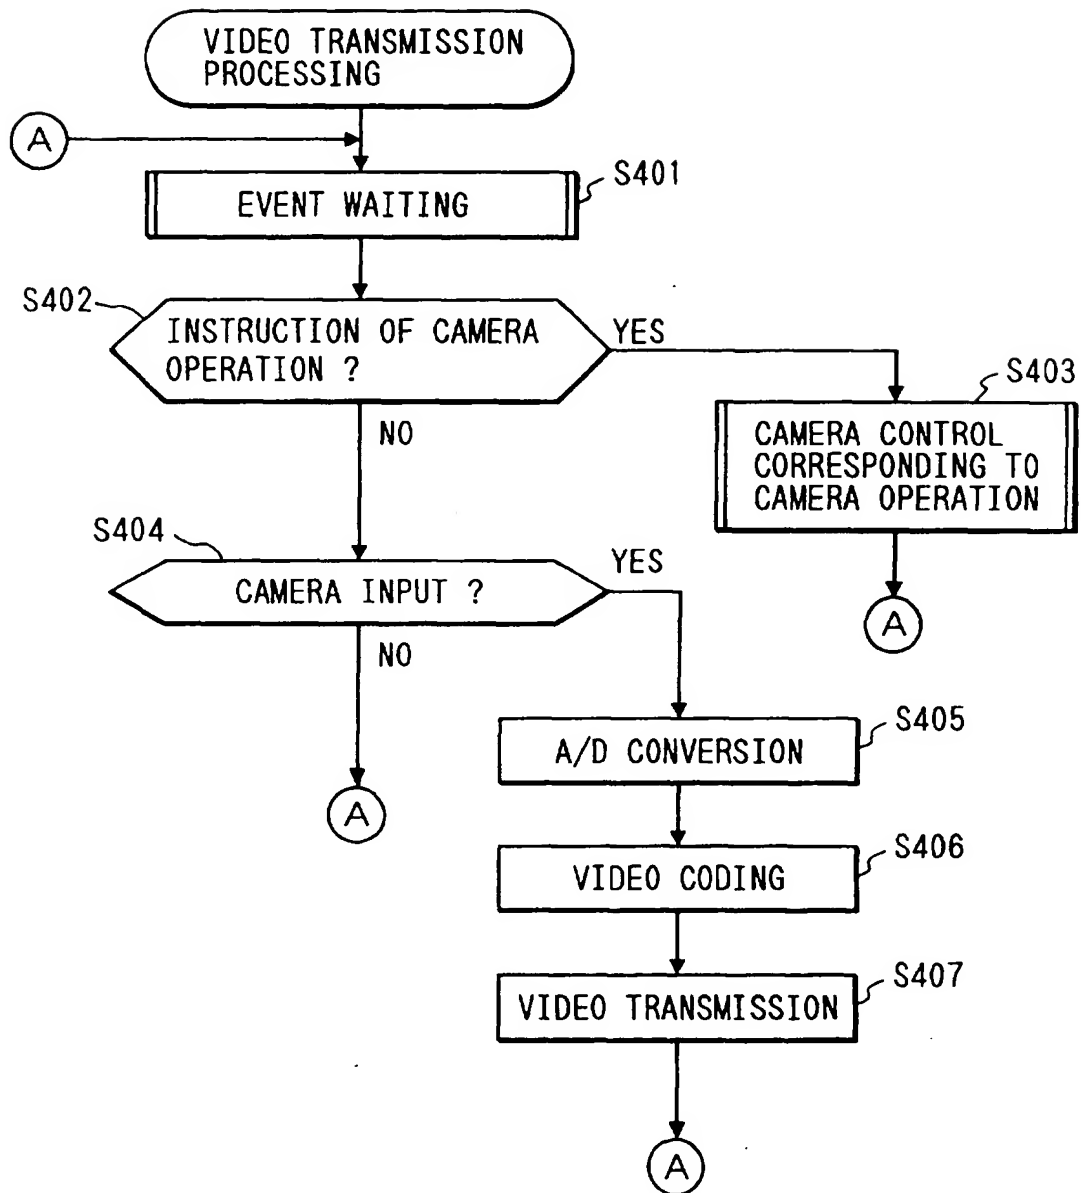 VIDEO TRANSMISSION
PROCESSING
A
S401
EVENT WAITING
S402
INSTRUCTION OF CAMERA
OPERATION ?
YES
NO
S403
CAMERA CONTROL
CORRESPONDING TO
CAMERA OPERATION
A
S404
CAMERA INPUT ?
YES
NO
A
S405
A/D CONVERSION
S406
VIDEO CODING
S407
VIDEO TRANSMISSION
A